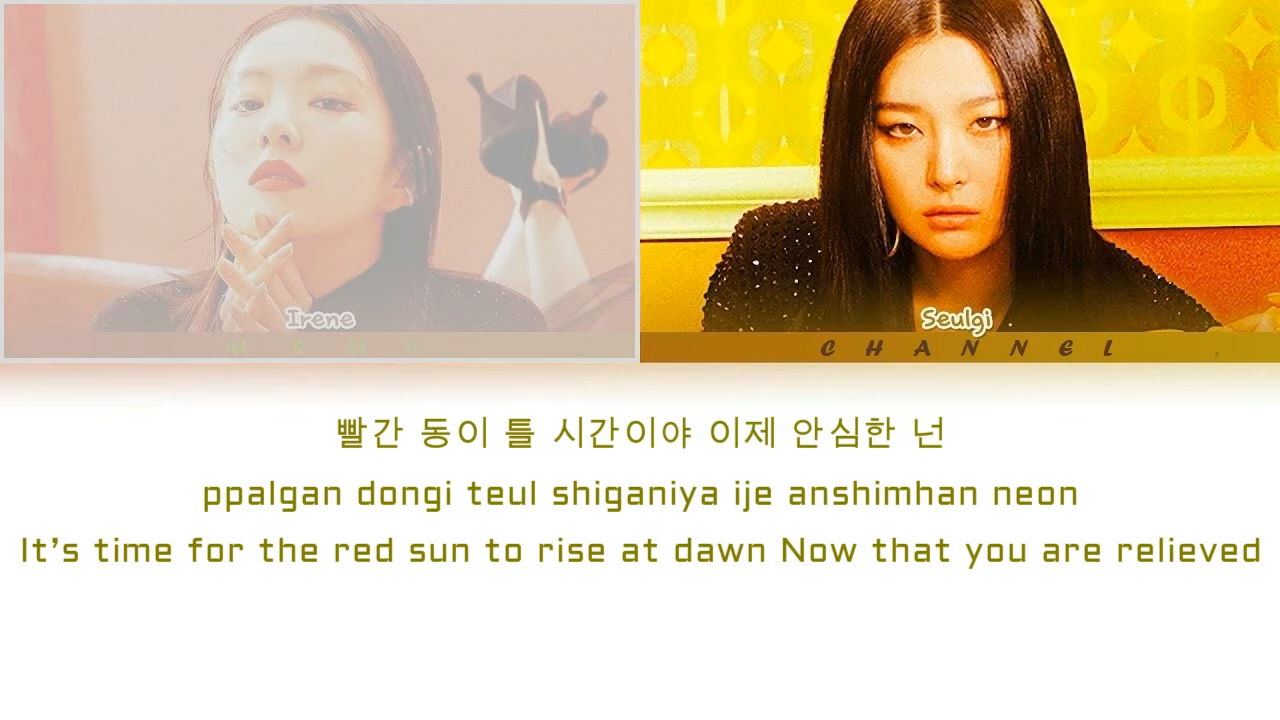 Irene
Seulgi
CHANNEL
빨간 동이 틀 시간이야 이제 안심한 넌
ppalgan dongi teul shiganiya ije anshimhan neon
It's time for the red sun to rise at dawn Now that you are relieved